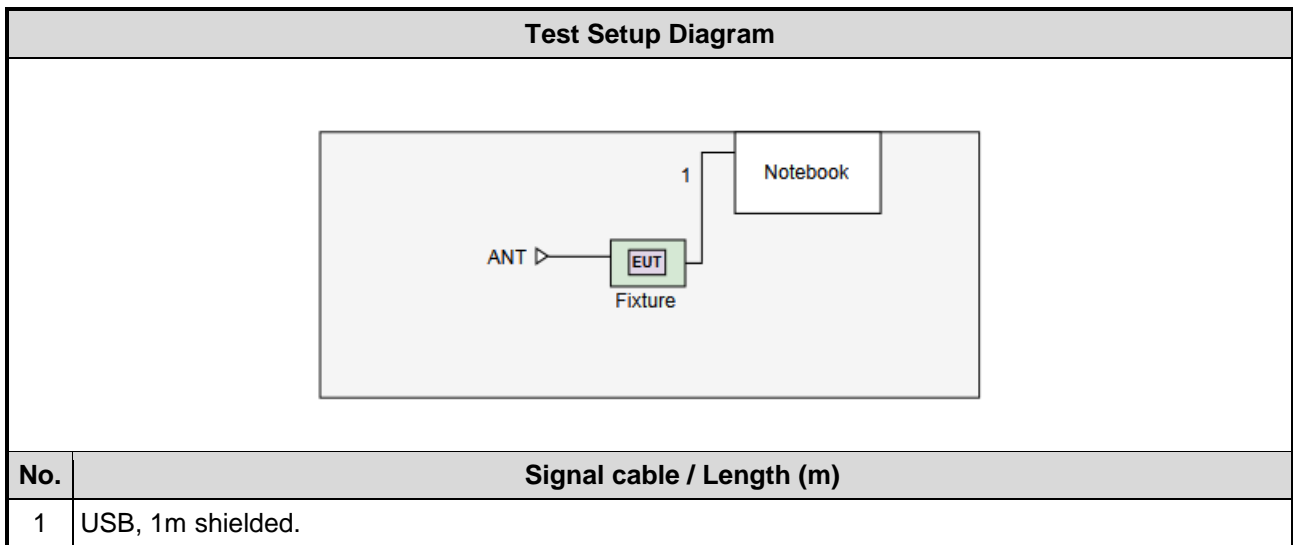 Test Setup Diagram
1
Notebook
ANT
EUT
Fixture
No. Signal cable / Length (m)
1 USB, 1m shielded.